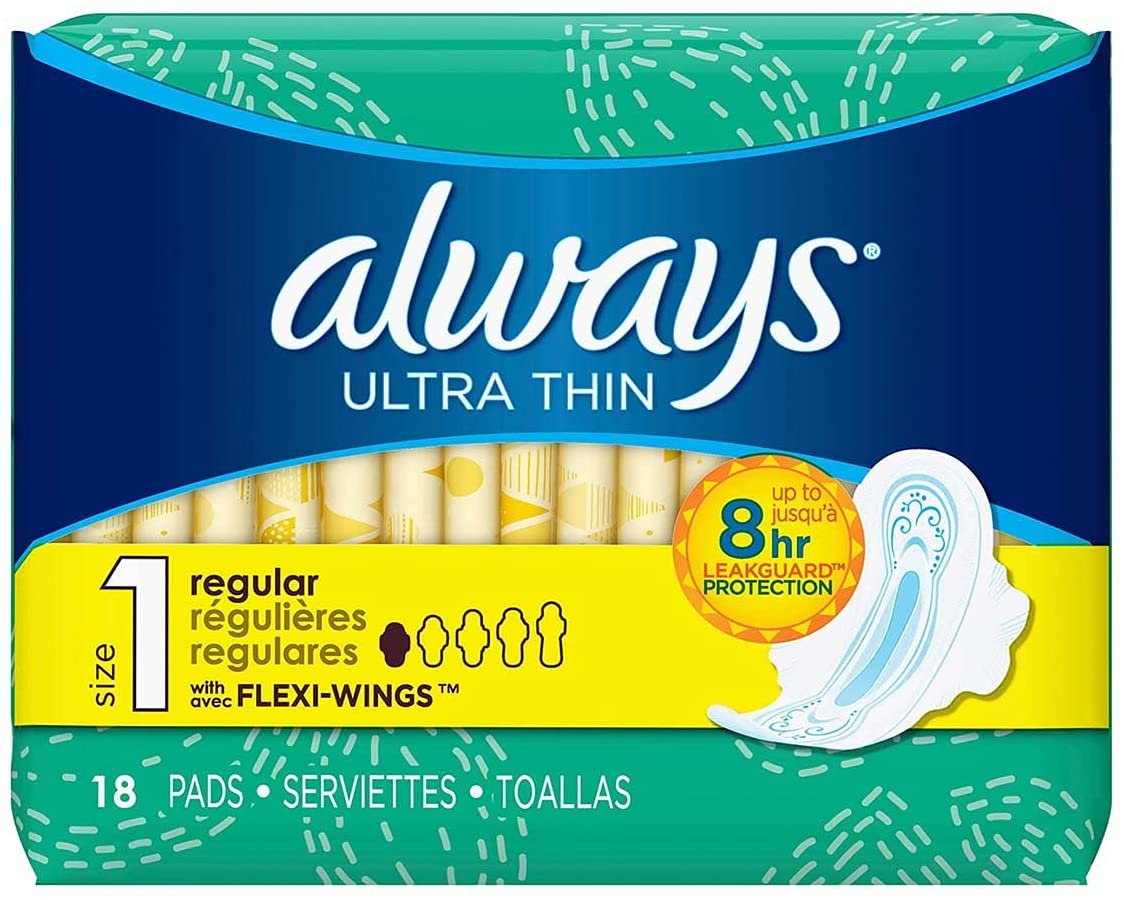 always®
ULTRA THIN
up to
jusqu'à
8hr
LEAKGUARD™
PROTECTION
size 1
regular
régulières
regulares
with
avec FLEXI-WINGS™
18 PADS • SERVIETTES • TOALLAS